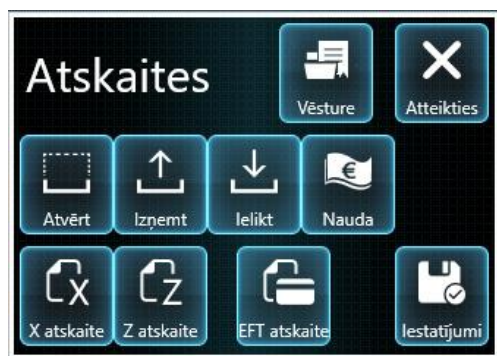 Atskaites
Vēsture
Atteikties
Atvērt
Izņemt
Ielikt
Nauda
X
Z
X atskaite
Z atskaite
EFT atskaite
Iestatījumi